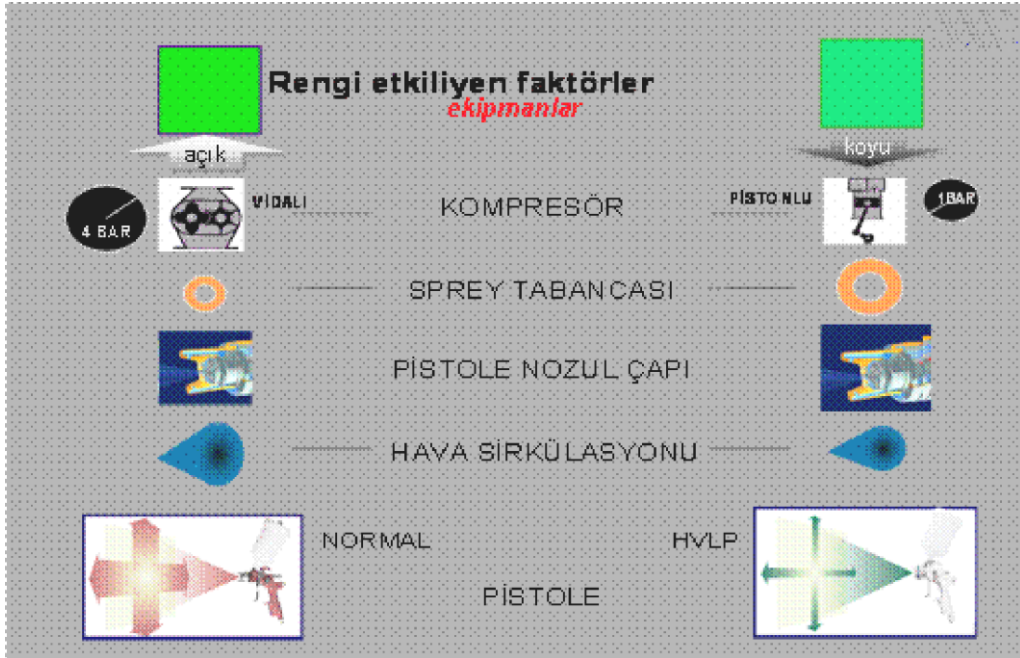 Rengi etkiliyen faktörler
ekipmanlar
açık
koyu
4 BAR
VİDALI
KOMPRESÖR
PİSTONLU
1BAR
SPREY TABANCASI
PİSTOLE NOZUL ÇAPI
HAVA SİRKÜLASYONU
NORMAL
HVLP
PİSTOLE